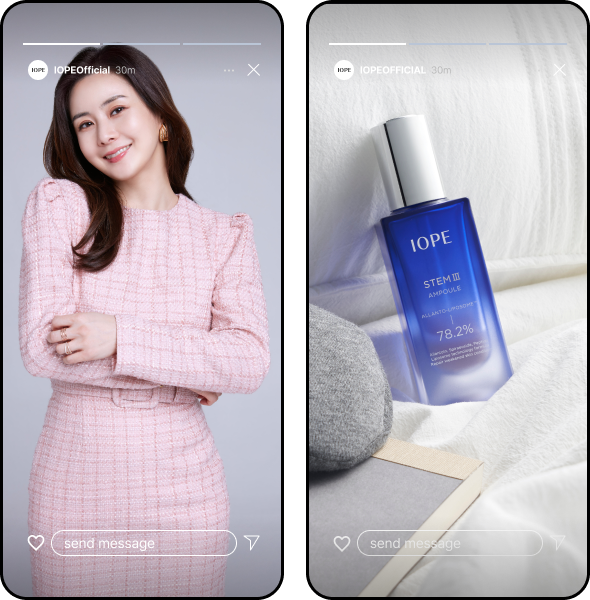 IOPE
IOPEOfficial 30m
send message
IOPE
IOPEOFFICIAL 30m
IOPE
STEM III
AMPOULE
78.2%
send message